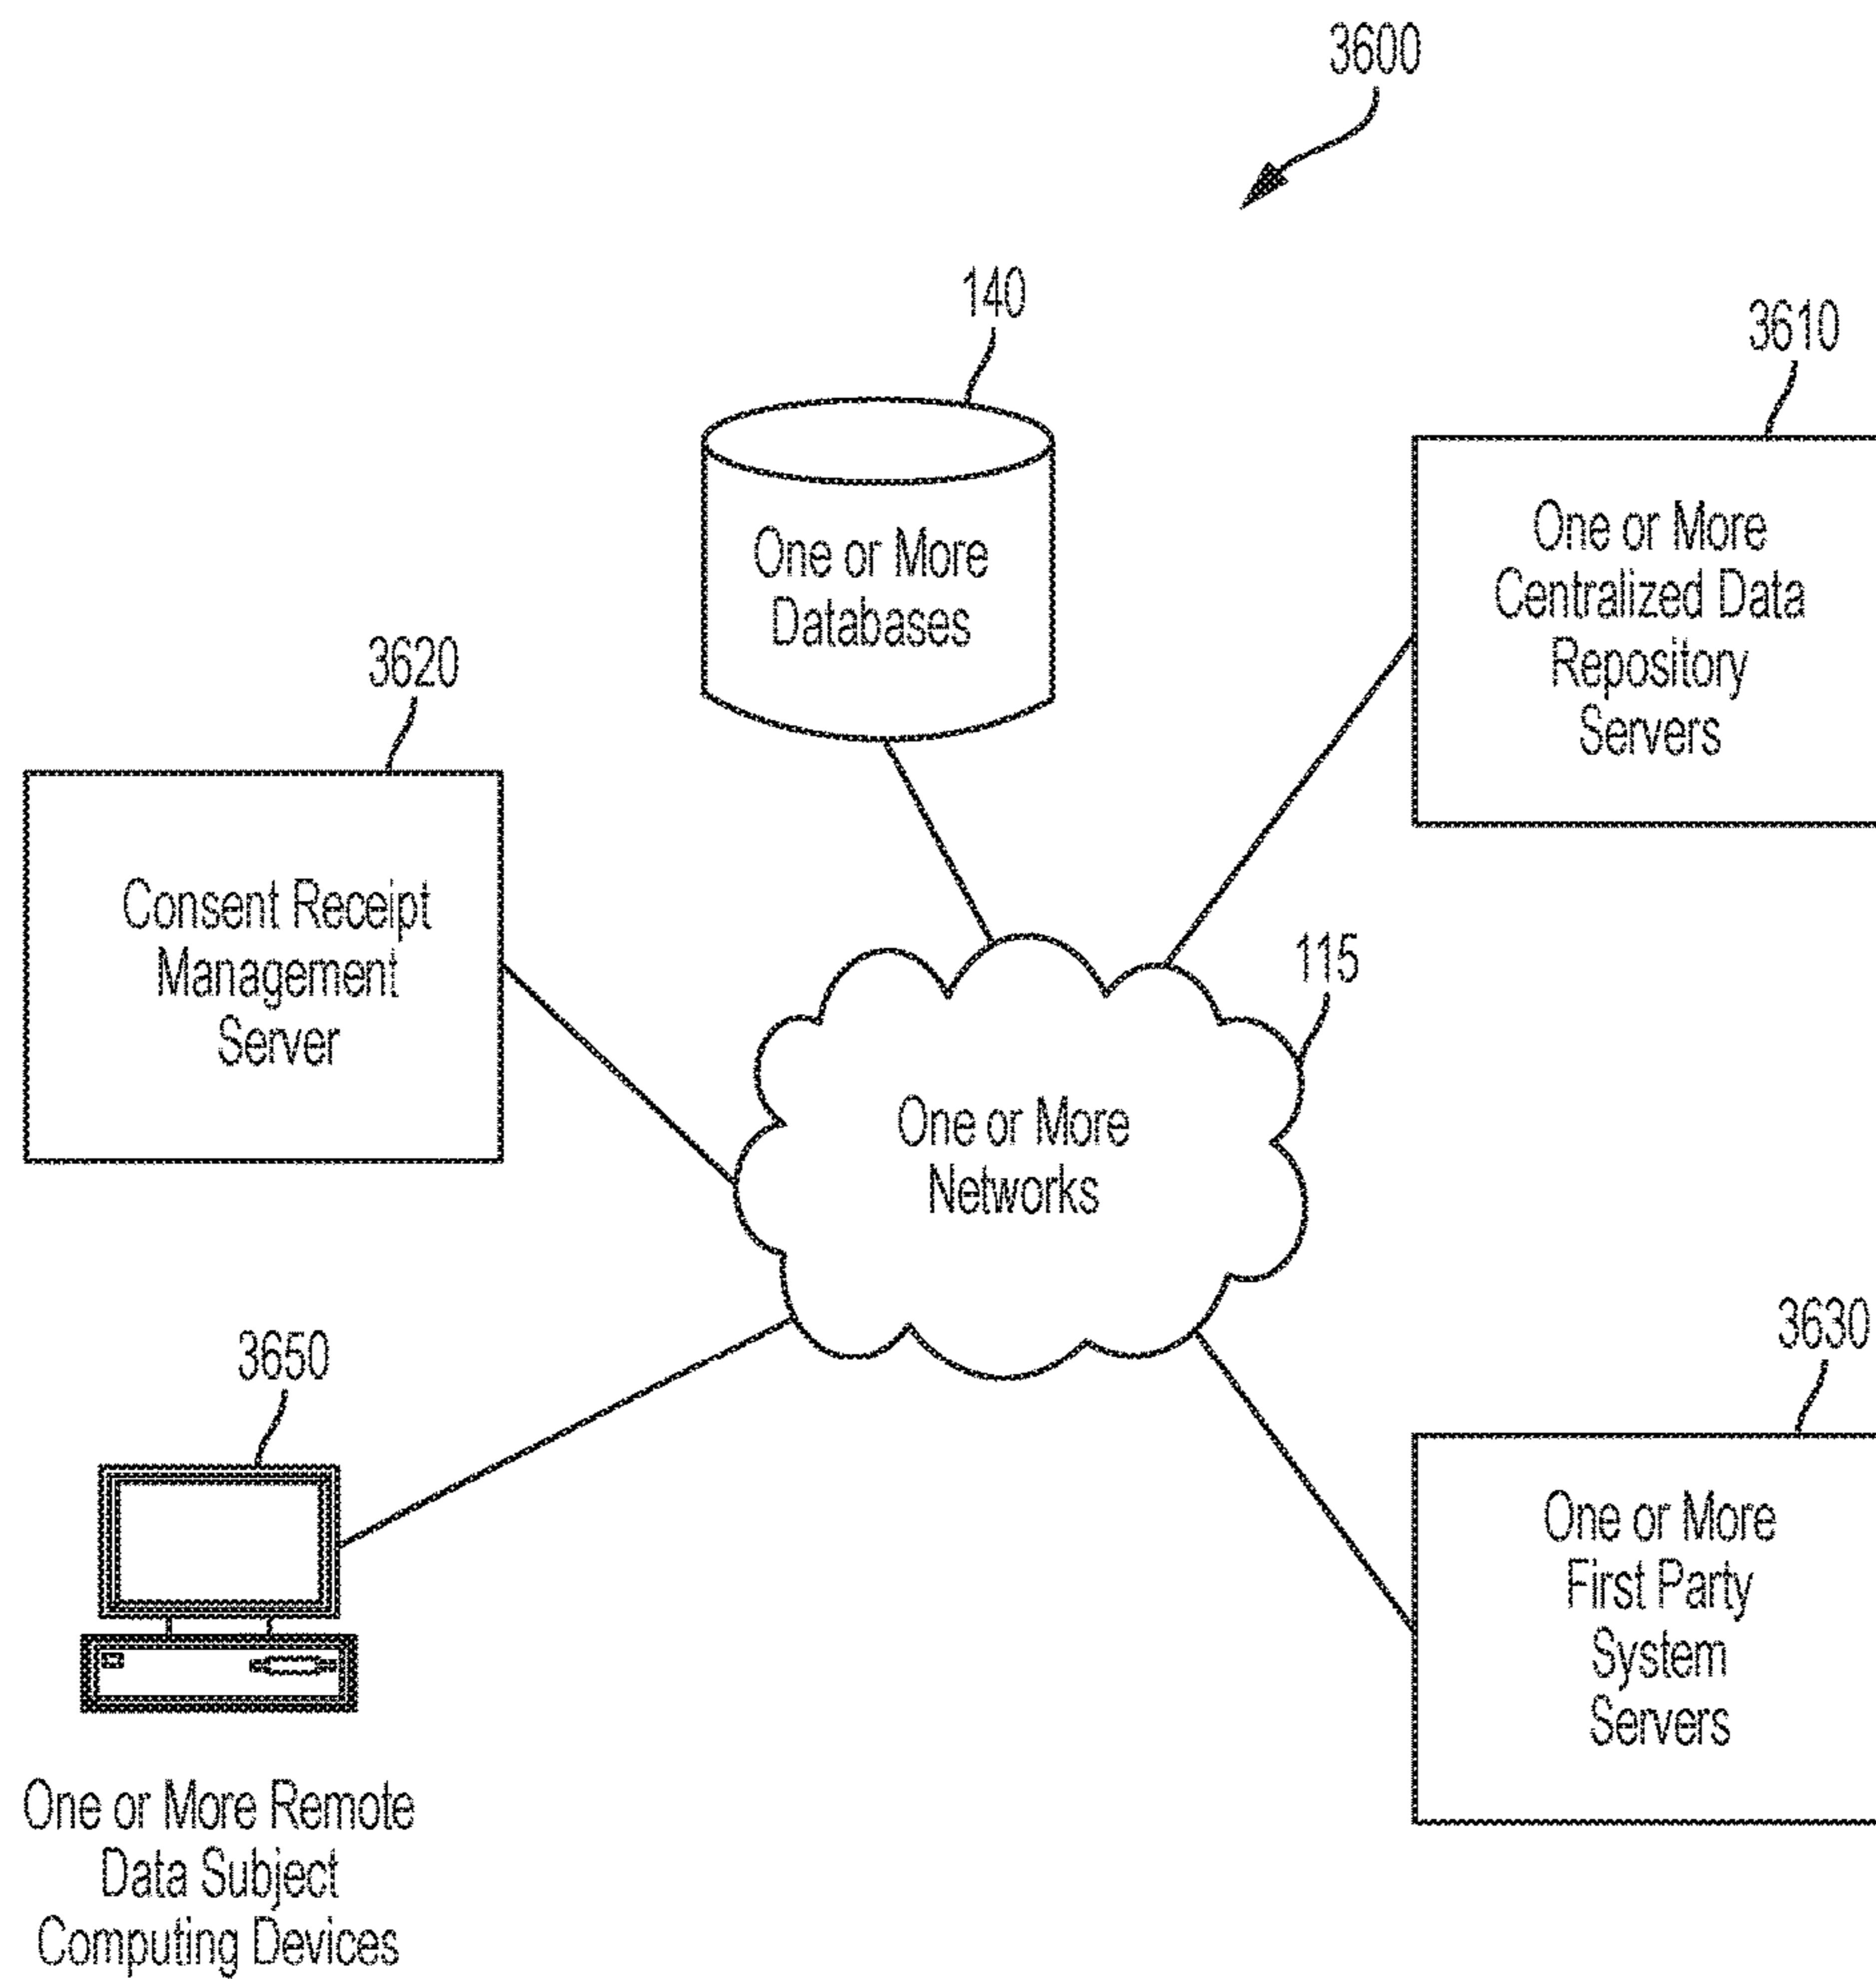 3600
140
One or More
Databases
3610
One or More
Centralized Data
Repository
Servers
3620
Consent Receipt
Management
Server
115
One or More
Networks
3650
One or More Remote
Data Subject
Computing Devices
3630
One or More
First Party
System
Servers